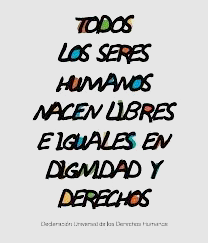 TODOS
LOS SERES
HUMANOS
NACEN LIBRES
E IGUALES EN
DIGNIDAD Y
DERECHOS
Declaración Universal de los Derechos Humanos